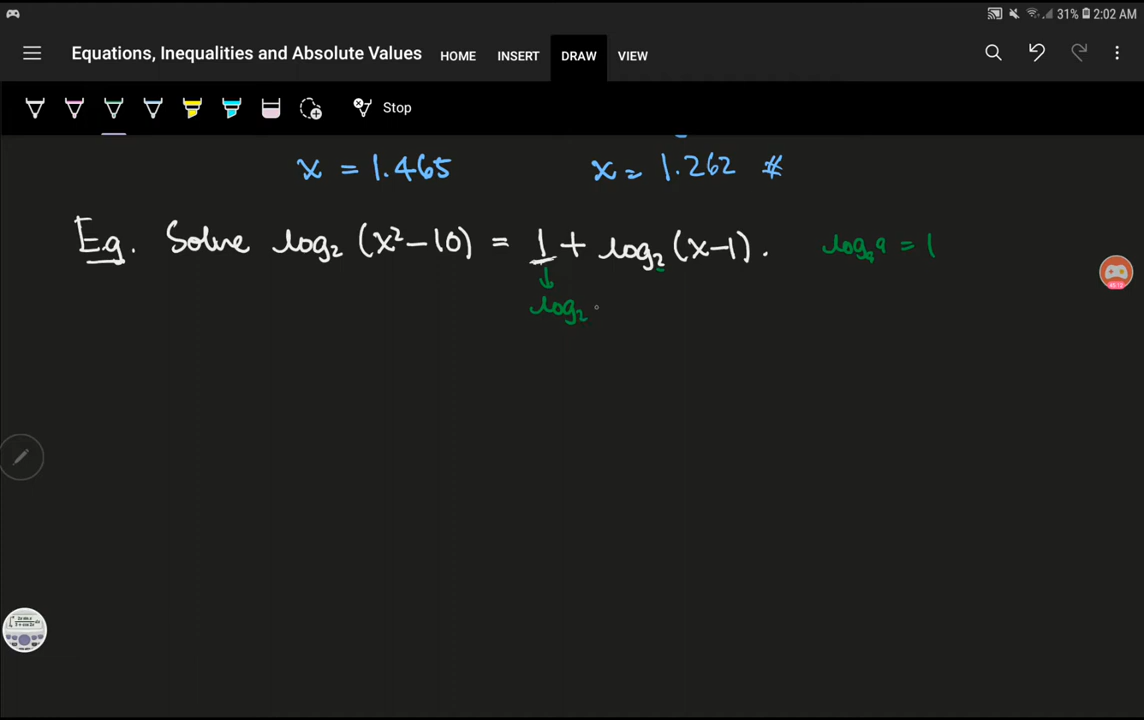 31% 2:02 AM
Equations, Inequalities and Absolute Values HOME INSERT DRAW VIEW
Stop
x = 1.465 x = 1.262 #
Eg. Solve log₂ (x² − 10) = 1 + log₂ (x − 1). logₐ a = 1
↓
log₂